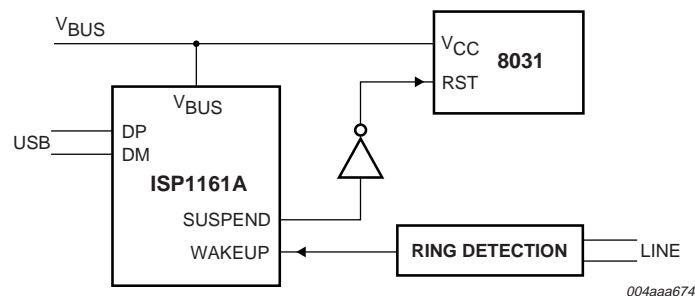 VBUS
VCC
8031
RST
VBUS
USB
DP
DM
ISP1161A
SUSPEND
WAKEUP
RING DETECTION
LINE
004aaa674